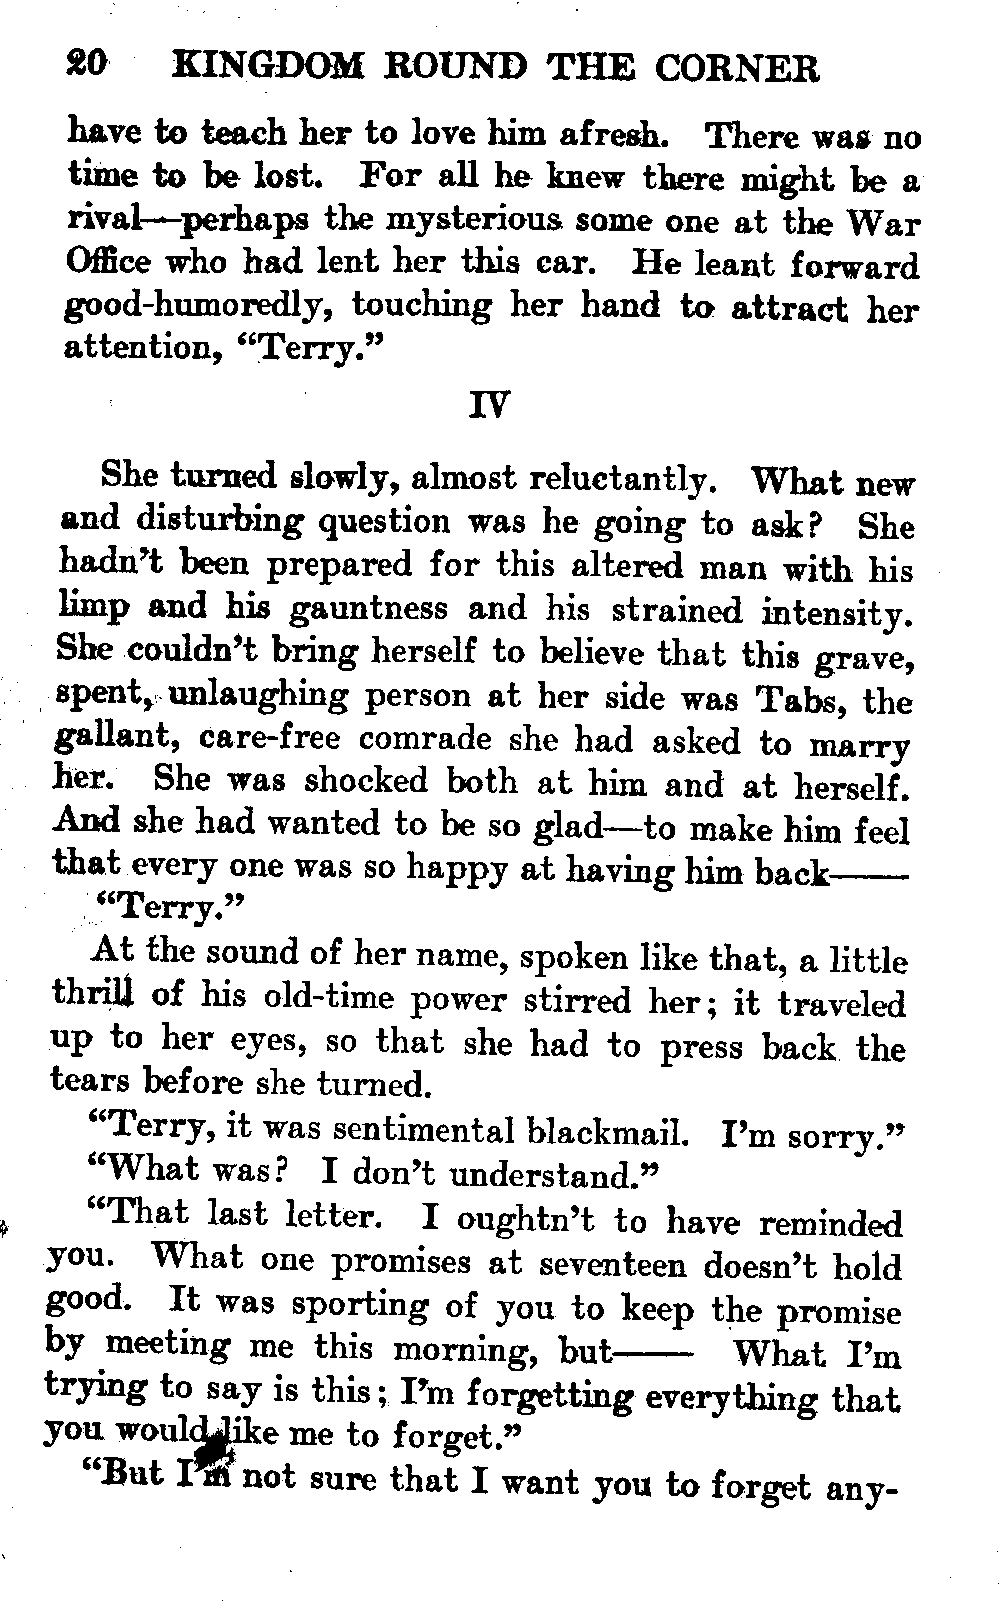 20 KINGDOM ROUND THE CORNER
have to teach her to love him afresh. There was no
time to be lost. For all he knew there might be a
rival—perhaps the mysterious some one at the War
Office who had lent her this car. He leant forward
good-humoredly, touching her hand to attract her
attention, “Terry.”
IV
She turned slowly, almost reluctantly. What new
and disturbing question was he going to ask? She
hadn’t been prepared for this altered man with his
limp and his gauntness and his strained intensity.
She couldn’t bring herself to believe that this grave,
spent, unlaughing person at her side was Tabs, the
gallant, care-free comrade she had asked to marry
her. She was shocked both at him and at herself.
And she had wanted to be so glad—to make him feel
that every one was so happy at having him back——
“Terry.”
At the sound of her name, spoken like that, a little
thrill of his old-time power stirred her; it traveled
up to her eyes, so that she had to press back the
tears before she turned.
“Terry, it was sentimental blackmail. I’m sorry.”
“What was? I don’t understand.”
“That last letter. I oughtn’t to have reminded
you. What one promises at seventeen doesn’t hold
good. It was sporting of you to keep the promise
by meeting me this morning, but—— What I’m
trying to say is this; I’m forgetting everything that
you would like me to forget.”
“But I’m not sure that I want you to forget any-